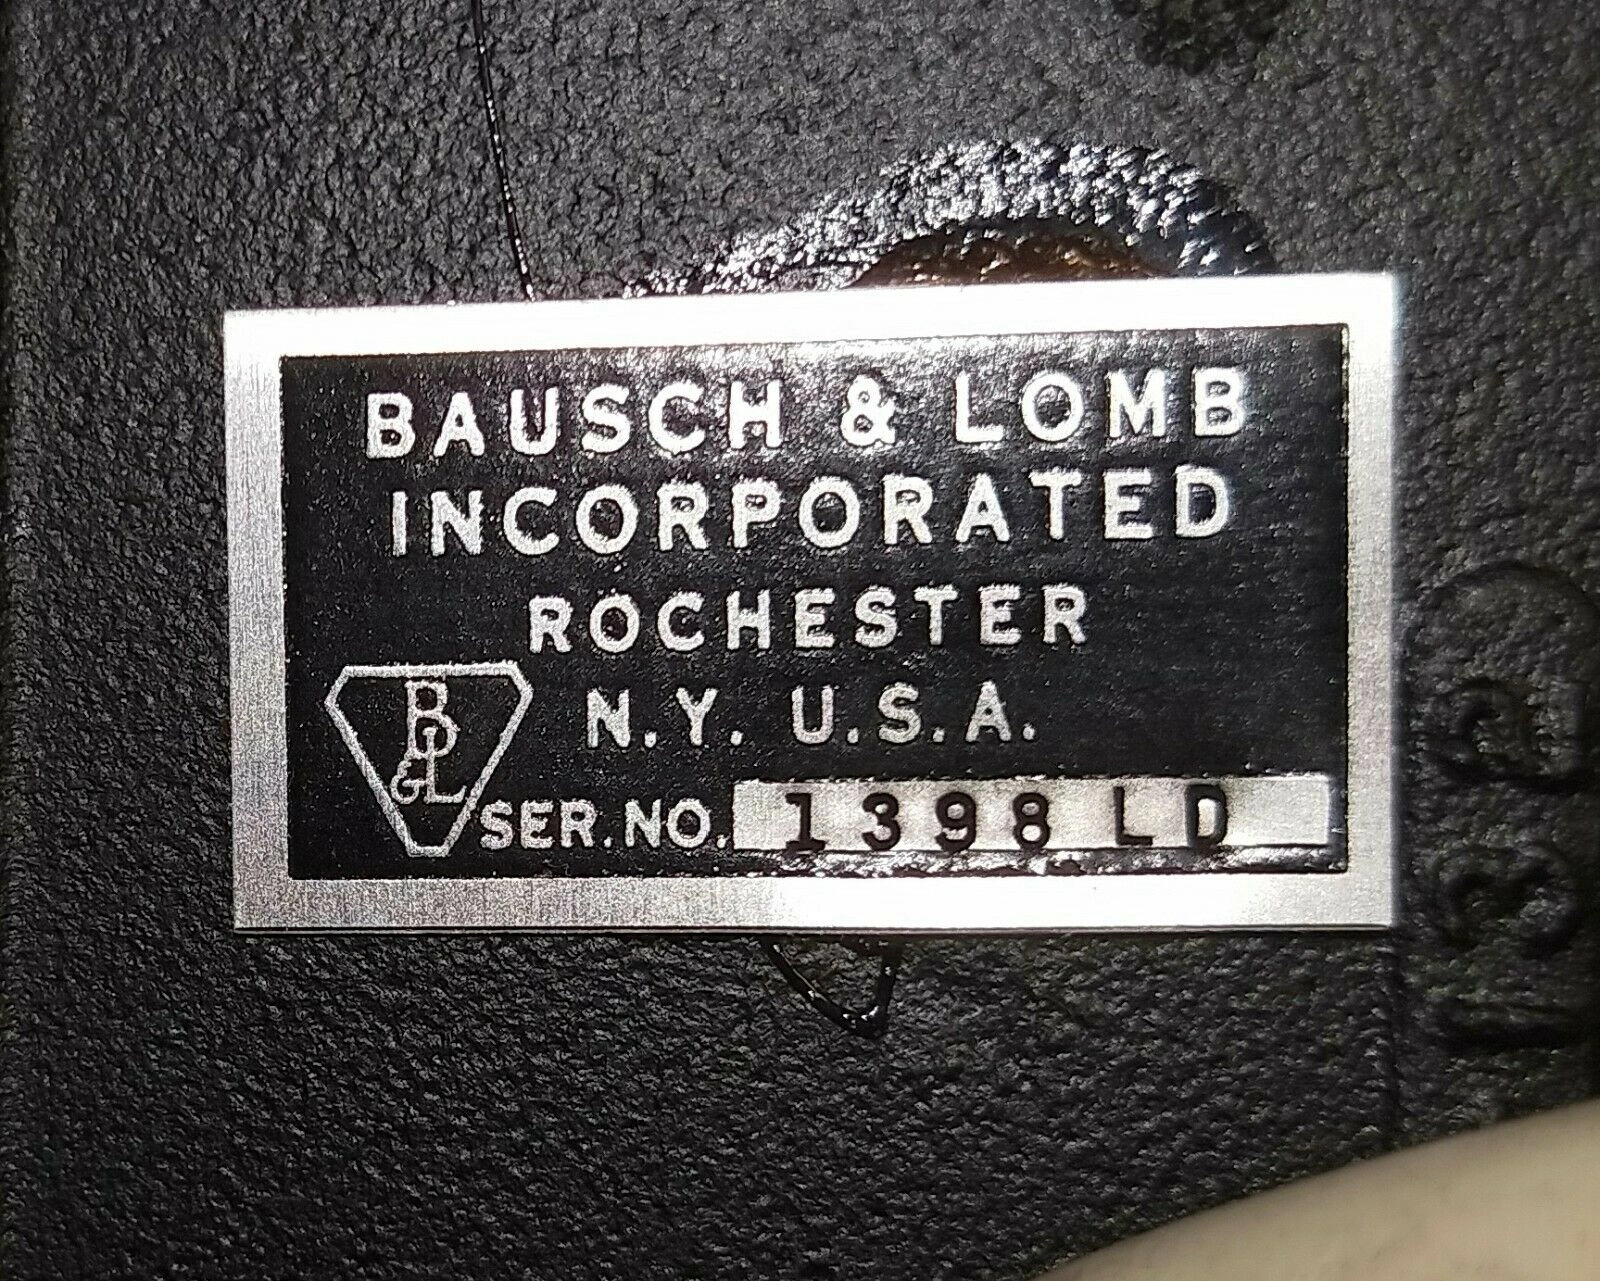 BAUSCH & LOMB
INCORPORATED
ROCHESTER
N.Y. U.S.A.
B
&L
SER. NO. 1398 LD